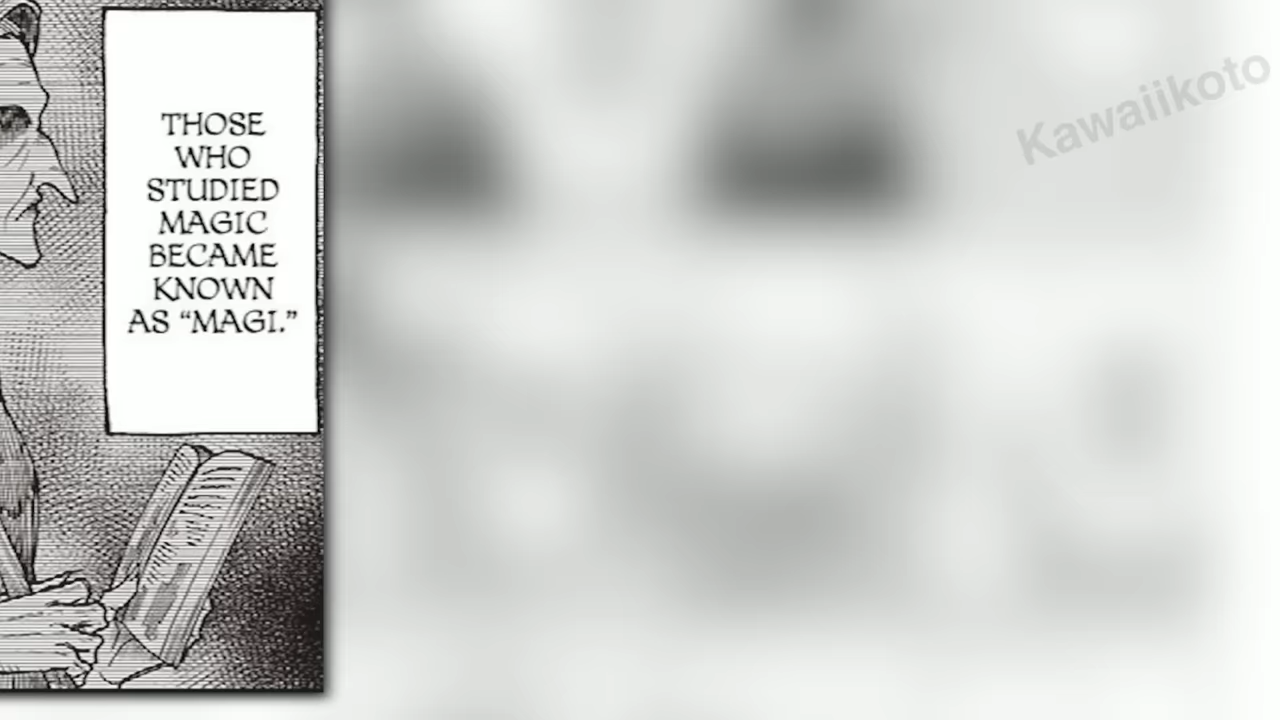 THOSE
WHO
STUDIED
MAGIC
BECAME
KNOWN
AS “MAGI.”
Kawaiikoto